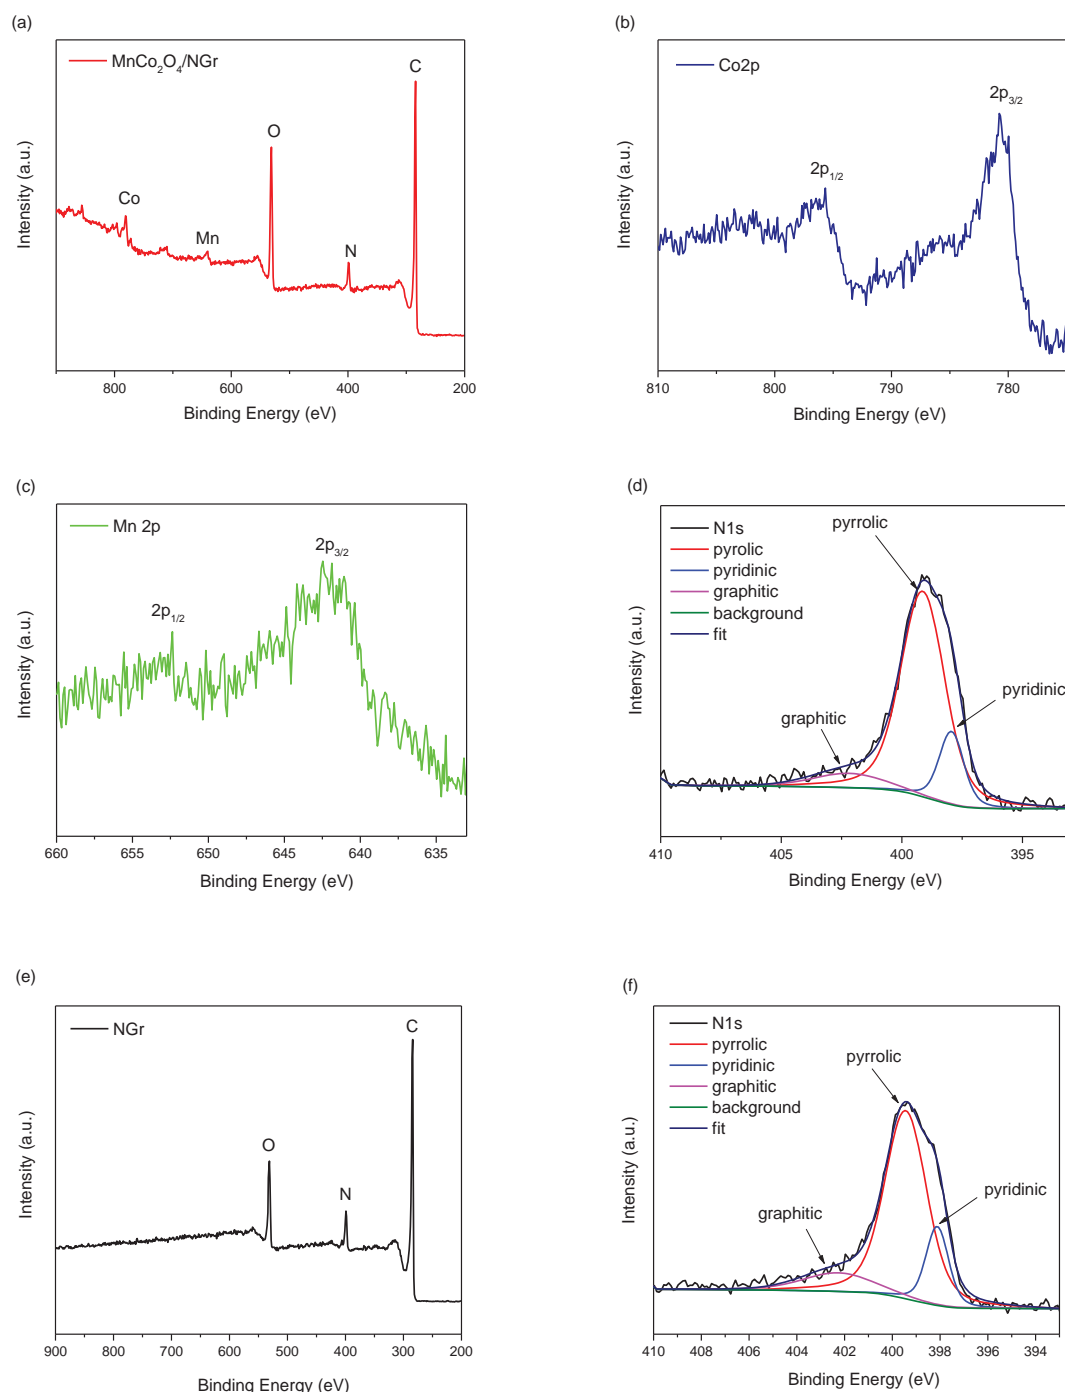 (a)
MnCo₂O₄/NGr
C
O
Co
Mn
N
Intensity (a.u.)
800 600 400 200
Binding Energy (eV)
(b)
Co2p
2p₃/₂
2p₁/₂
Intensity (a.u.)
810 800 790 780
Binding Energy (eV)
(c)
Mn 2p
2p₃/₂
2p₁/₂
Intensity (a.u.)
660 655 650 645 640 635
Binding Energy (eV)
(d)
N1s
pyrolic
pyridinic
graphitic
background
fit
pyrrolic
pyridinic
graphitic
Intensity (a.u.)
410 405 400 395
Binding Energy (eV)
(e)
NGr
C
O
N
Intensity (a.u.)
900 800 700 600 500 400 300 200
Binding Energy (eV)
(f)
N1s
pyrrolic
pyridinic
graphitic
background
fit
pyrrolic
pyridinic
graphitic
Intensity (a.u.)
410 408 406 404 402 400 398 396 394
Binding Energy (eV)